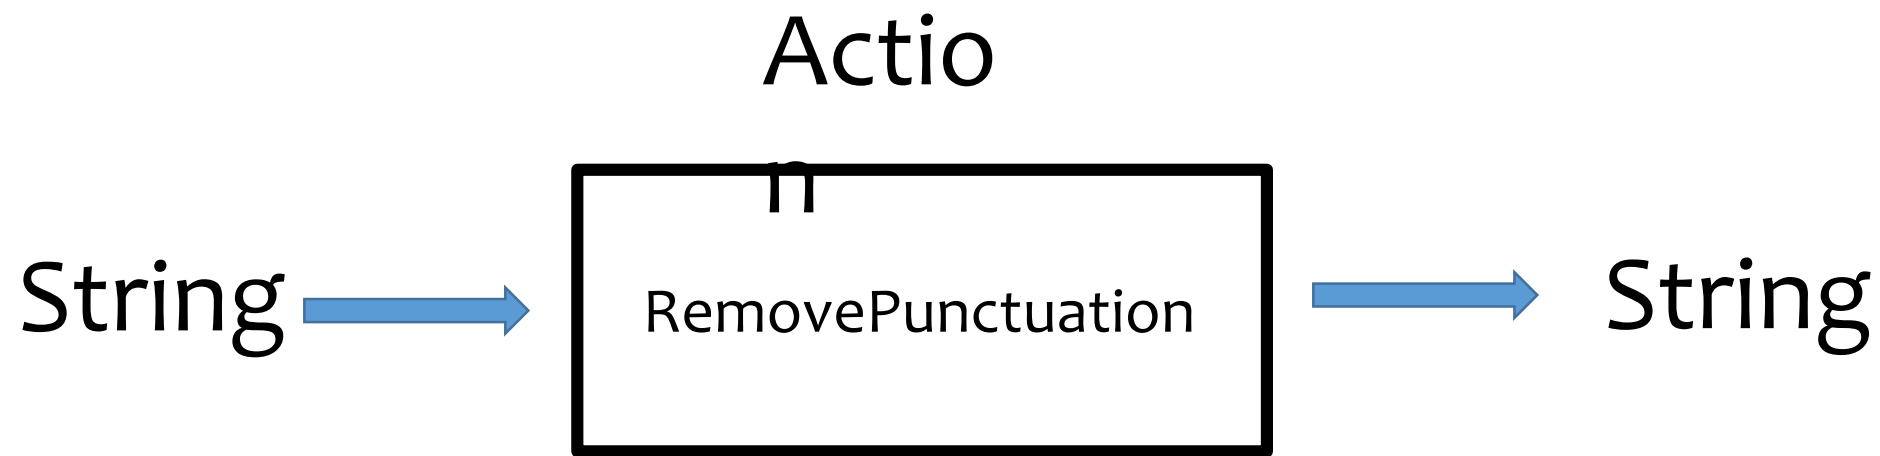 Actio
n
String
RemovePunctuation
String